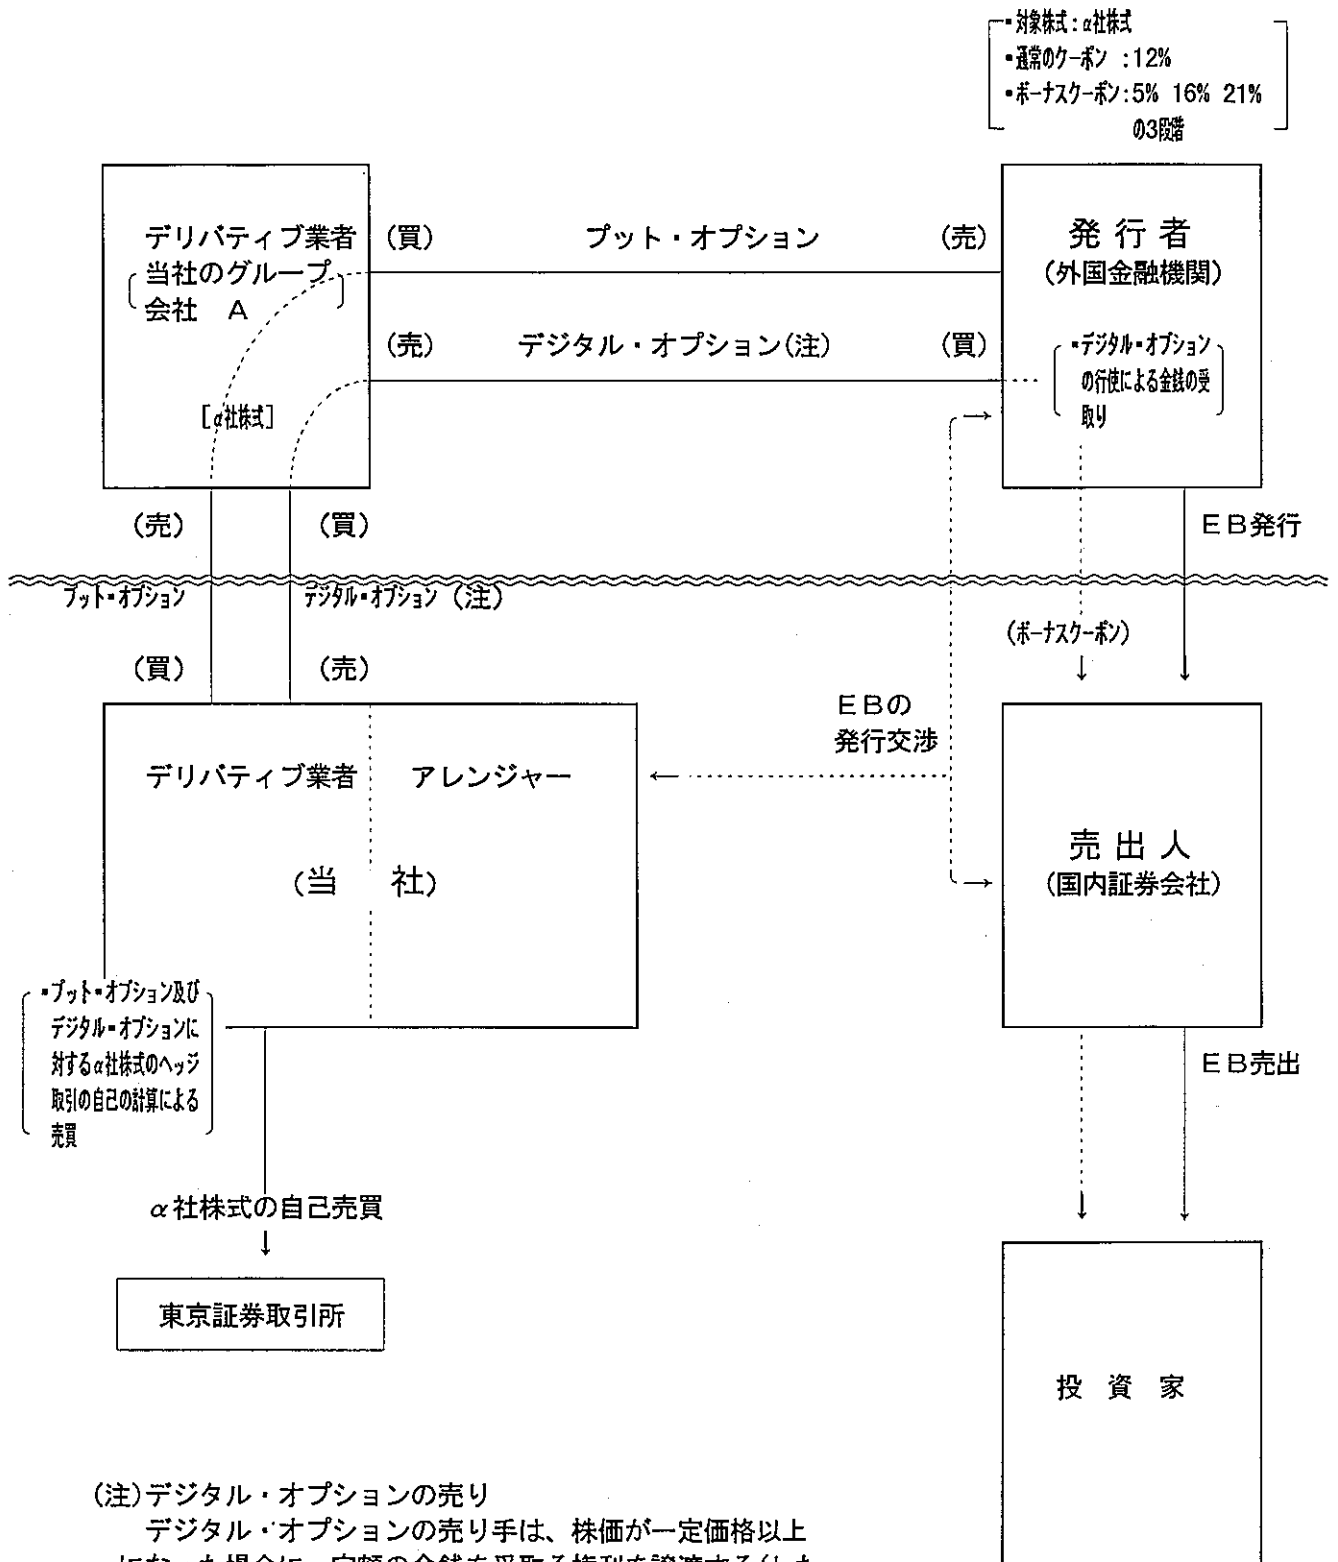 ▪対象株式：α社株式
▪通常のクーポン ：12%
▪ボーナスクーポン：5% 16% 21%
の3段階
デリバティブ業者
当社のグループ
会社 A
(買)
プット・オプション
(売)
発行者
(外国金融機関)
(売)
デジタル・オプション(注)
(買)
▪デジタル▪オプション
の行使による金銭の受
取り
[α社株式]
(売)
(買)
EB発行
プット▪オプション
デジタル▪オプション (注)
(ボーナスクーポン)
(買)
(売)
EBの
発行交渉
デリバティブ業者
アレンジャー
(当 社)
売出人
(国内証券会社)
▪プット▪オプション及び
デジタル▪オプションに
対するα社株式のヘッジ
取引の自己の計算による
売買
EB売出
α社株式の自己売買
東京証券取引所
投資家
(注)デジタル・オプションの売り
デジタル・オプションの売り手は、株価が一定価格以上